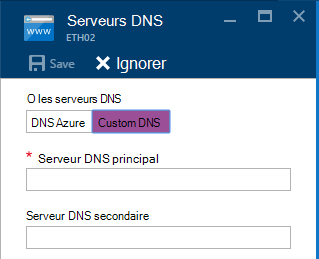 Serveurs DNS
ETH02
WWW
Save Ignorer
O les serveurs DNS
DNS Azure Custom DNS
* Serveur DNS principal
Serveur DNS secondaire